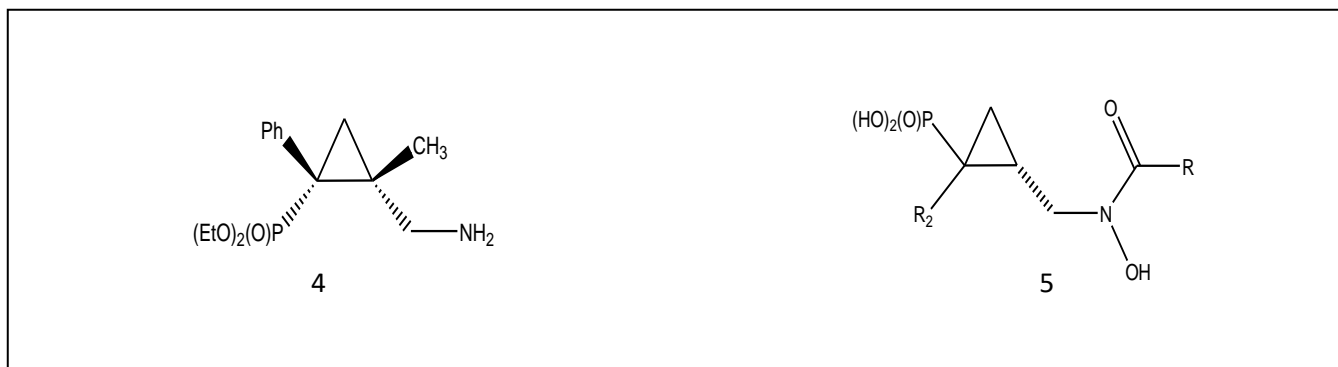 Ph
CH₃
(EtO)₂(O)P
NH₂
4
(HO)₂(O)P
O
R
R₂
N
OH
5